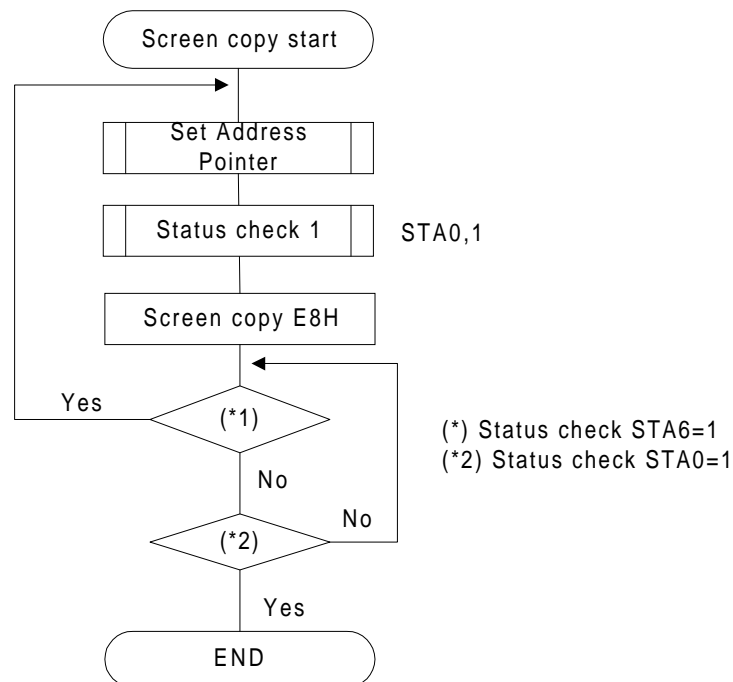 Screen copy start
Set Address
Pointer
Status check 1
STA0,1
Screen copy E8H
Yes
(*1)
(*) Status check STA6=1
(*2) Status check STA0=1
No
No
(*2)
Yes
END